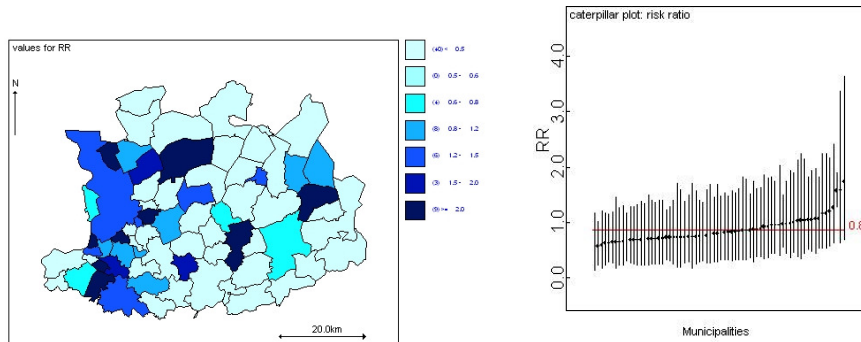 values for RR
N
(40) < 0.5
(0) 0.5 - 0.6
(4) 0.6 - 0.8
(8) 0.8 - 1.2
(6) 1.2 - 1.5
(3) 1.5 - 2.0
>= 2.0
20.0km
caterpillar plot: risk ratio
4.0
3.0
2.0
1.0
0.0
RR
0.8
Municipalities